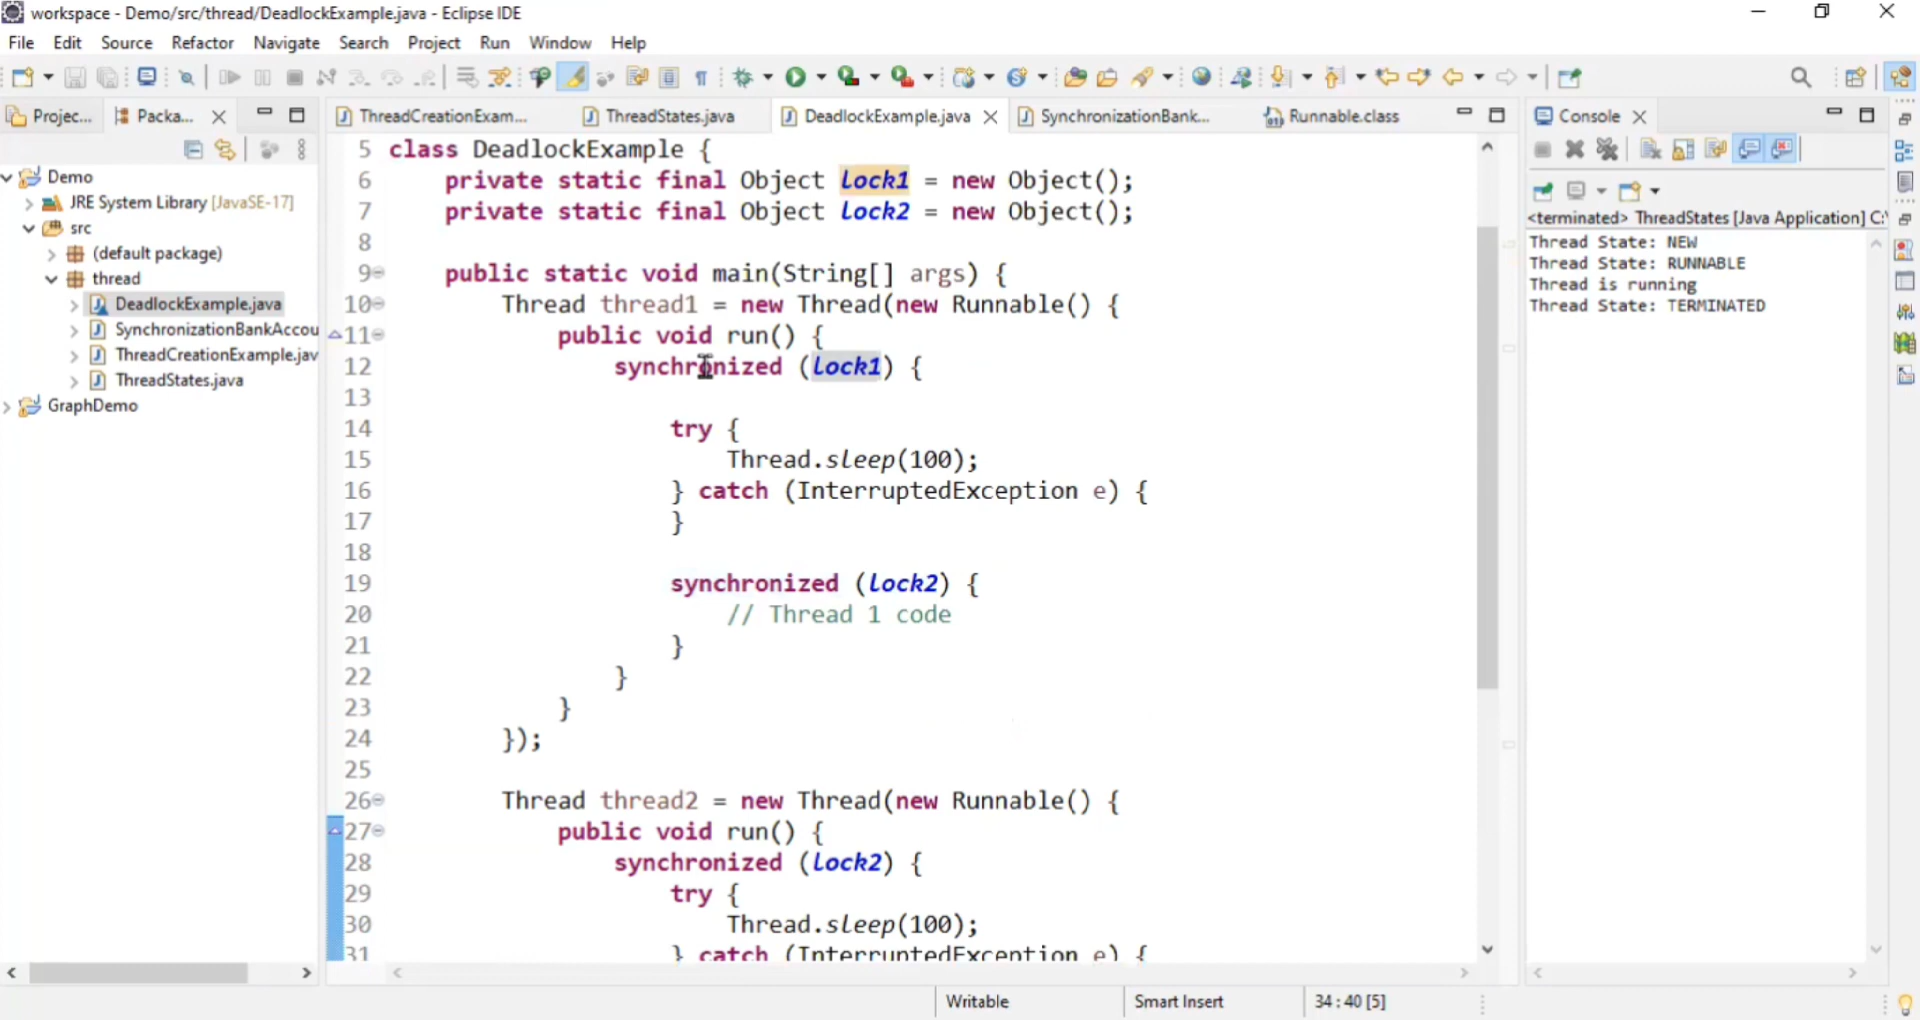 workspace - Demo/src/thread/DeadlockExample.java - Eclipse IDE
File Edit Source Refactor Navigate Search Project Run Window Help
Projec... Packa...
Demo
JRE System Library [JavaSE-17]
src
(default package)
thread
DeadlockExample.java
SynchronizationBankAccou
ThreadCreationExample.jav
ThreadStates.java
GraphDemo
ThreadCreationExam... ThreadStates.java DeadlockExample.java SynchronizationBank... Runnable.class
5 class DeadlockExample {
6 private static final Object Lock1 = new Object();
7 private static final Object Lock2 = new Object();
8
9 public static void main(String[] args) {
10 Thread thread1 = new Thread(new Runnable() {
11 public void run() {
12 synchronized (Lock1) {
13
14 try {
15 Thread.sleep(100);
16 } catch (InterruptedException e) {
17 }
18
19 synchronized (Lock2) {
20 // Thread 1 code
21 }
22 }
23 }
24 });
25
26 Thread thread2 = new Thread(new Runnable() {
27 public void run() {
28 synchronized (Lock2) {
29 try {
30 Thread.sleep(100);
31 } catch (InterruptedException e) {
Console
<terminated> ThreadStates [Java Application] C:\
Thread State: NEW
Thread State: RUNNABLE
Thread is running
Thread State: TERMINATED
Writable Smart Insert 34 : 40 [5]